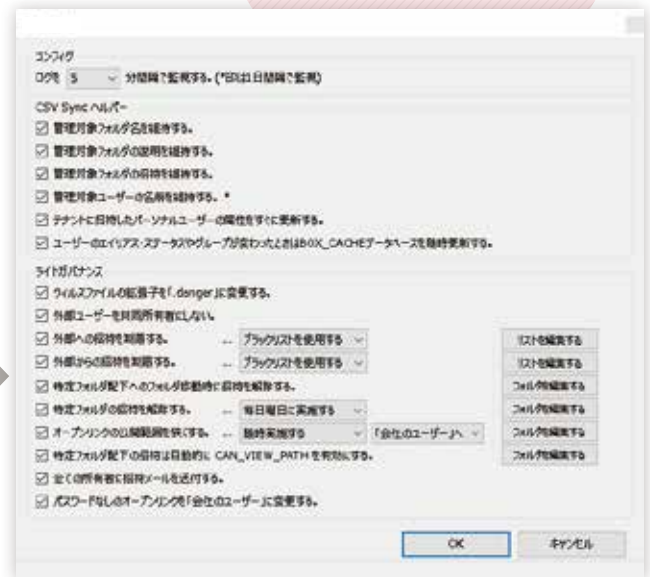 コンフィグ
ログを 5 分間隔で監視する。(*印は1日間隔で監視)
CSV Sync ヘルパー
管理対象フォルダ名を維持する。
管理対象フォルダの説明を維持する。
管理対象フォルダの招待を維持する。
管理対象ユーザーの名前を維持する。 *
テナントに招待したパーソナルユーザーの属性をすぐに更新する。
ユーザーのエイリアス・ステータスやグループが変わったときはBOX_CACHEデータベースを随時更新する。
ライトガバナンス
ウィルスファイルの拡張子を「.danger」に変更する。
外部ユーザーを共同所有者にしない。
外部への招待を制限する。 ... ブラックリストを使用する リストを編集する
外部からの招待を制限する。 ... ブラックリストを使用する リストを編集する
特定フォルダ配下へのフォルダ移動時に招待を解除する。 フォルダを編集する
特定フォルダの招待を解除する。 ... 毎日曜日に実施する フォルダを編集する
オープンリンクの公開範囲を狭くする。 ... 随時実施する 「会社のユーザー」へ フォルダを編集する
特定フォルダ配下の招待は自動的に CAN_VIEW_PATH を有効にする。 フォルダを編集する
全ての所有者に招待メールを送付する。
パスワードなしのオープンリンクを「会社のユーザー」に変更する。
OK キャンセル